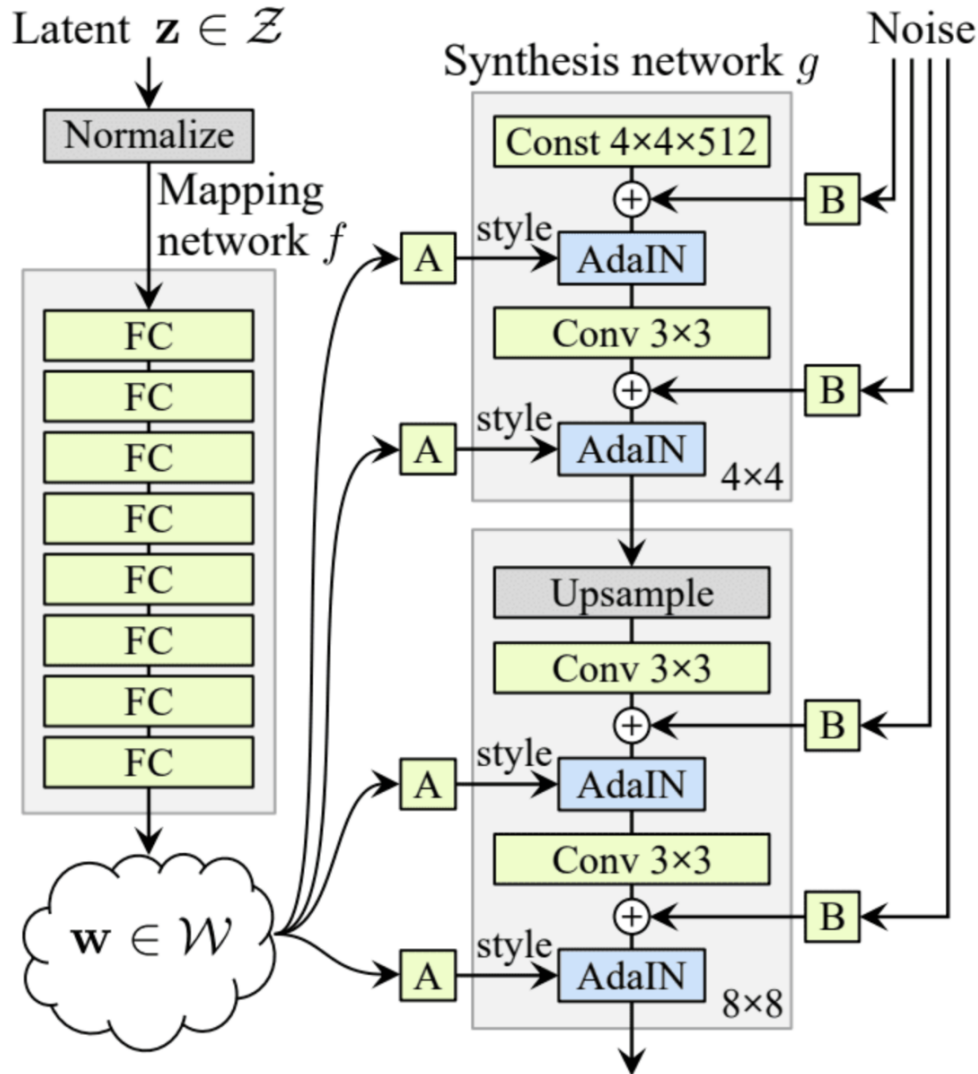 Latent z ∈ 𝒵
Normalize
Mapping
network f
FC
FC
FC
FC
FC
FC
FC
FC
w ∈ 𝒲
Synthesis network g
Noise
Const 4×4×512
+
B
A
style
AdaIN
Conv 3×3
+
B
A
style
AdaIN
4×4
Upsample
Conv 3×3
+
B
A
style
AdaIN
Conv 3×3
+
B
A
style
AdaIN
8×8